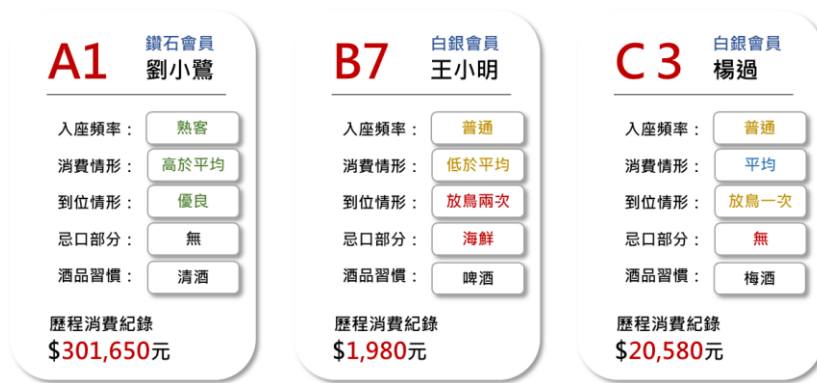 A1
鑽石會員
劉小鷺
入座頻率： 熟客
消費情形： 高於平均
到位情形： 優良
忌口部分： 無
酒品習慣： 清酒
歷程消費紀錄
$301,650元
B7
白銀會員
王小明
入座頻率： 普通
消費情形： 低於平均
到位情形： 放鳥兩次
忌口部分： 海鮮
酒品習慣： 啤酒
歷程消費紀錄
$1,980元
C3
白銀會員
楊過
入座頻率： 普通
消費情形： 平均
到位情形： 放鳥一次
忌口部分： 無
酒品習慣： 梅酒
歷程消費紀錄
$20,580元